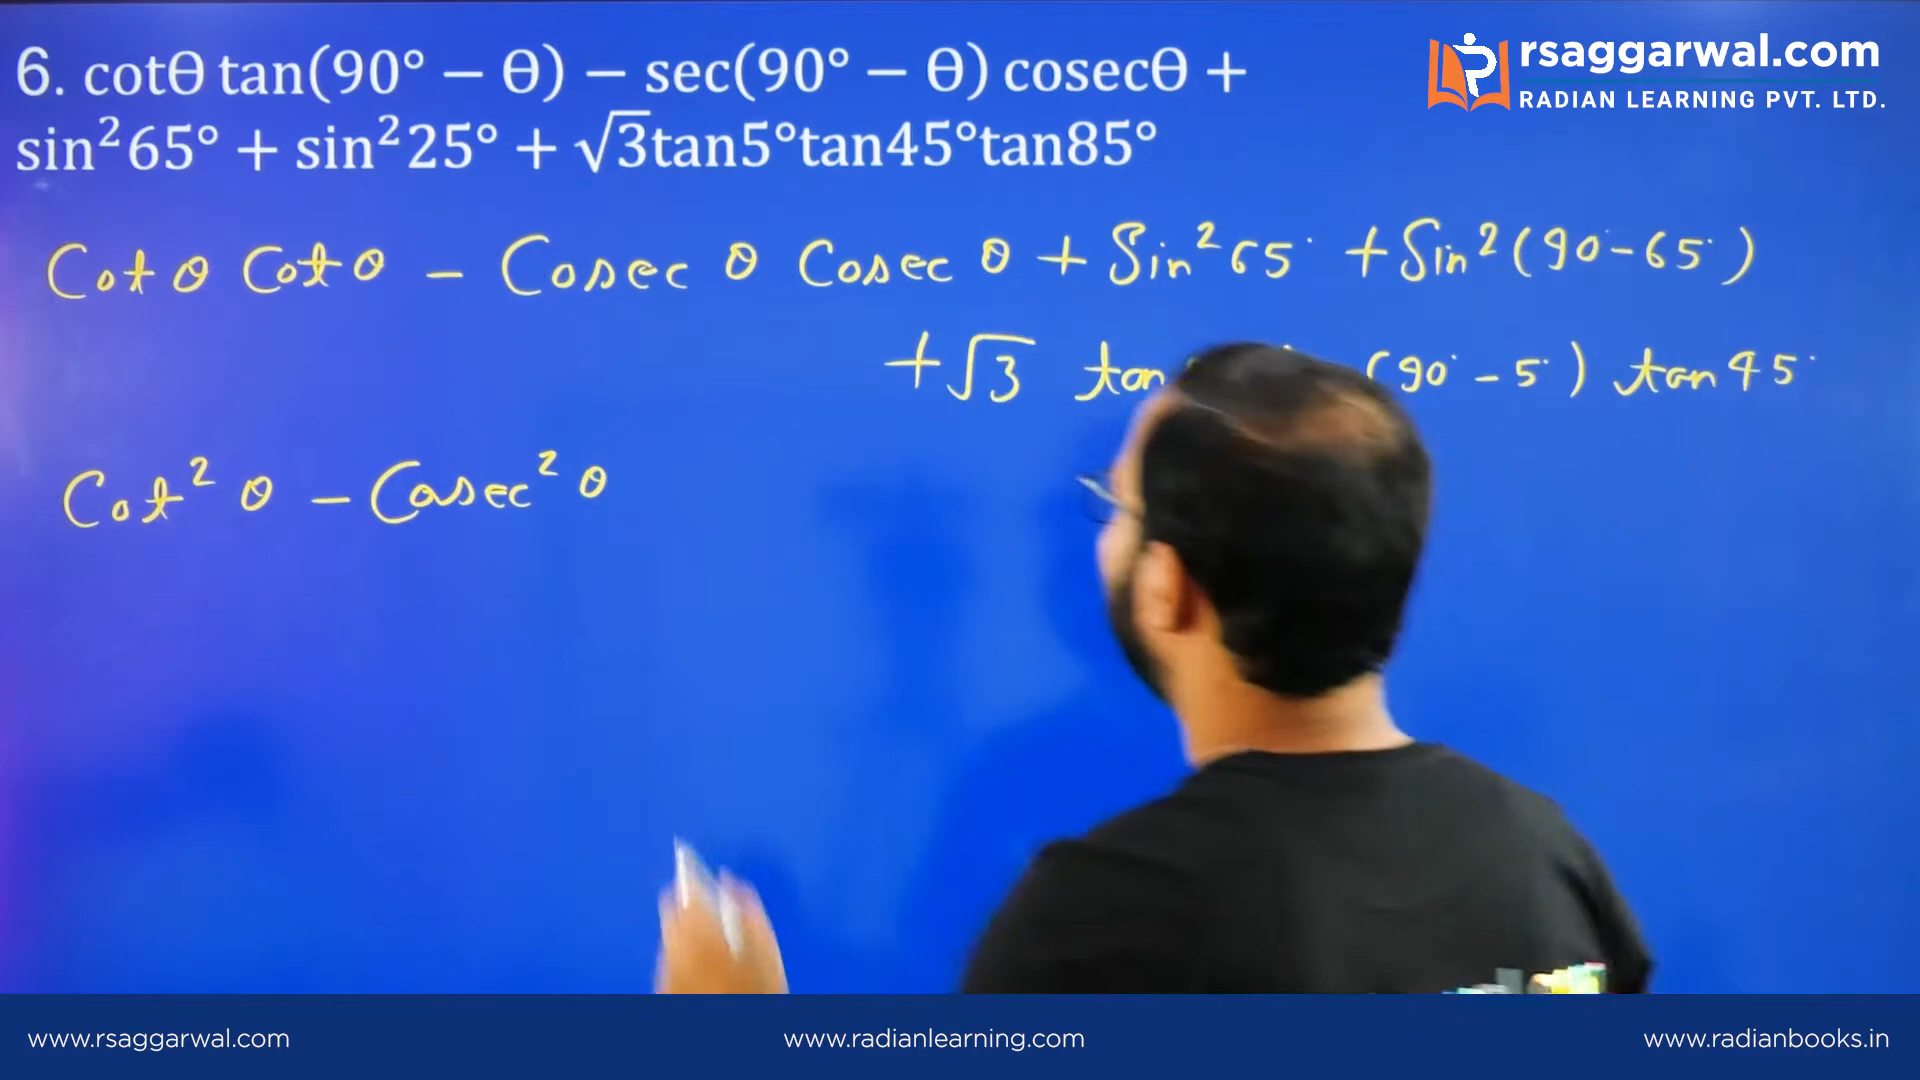 6. cotθ tan(90° − θ) − sec(90° − θ) cosecθ +
sin²65° + sin²25° + √3tan5°tan45°tan85°
rsaggarwal.com
RADIAN LEARNING PVT. LTD.
Cot θ Cot θ − Cosec θ Cosec θ + Sin²65° + Sin²(90°−65°)
+√3 tan (90°−5°) tan 45°
Cot²θ − Cosec²θ
www.rsaggarwal.com
www.radianlearning.com
www.radianbooks.in